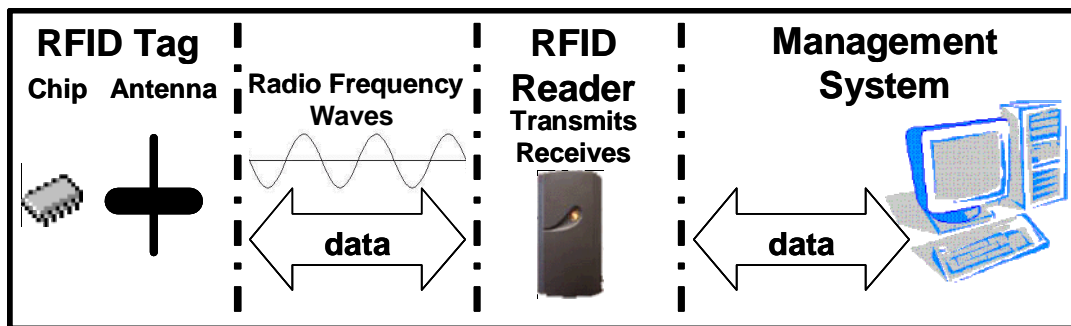 RFID Tag
Chip Antenna
Radio Frequency
Waves
data
RFID
Reader
Transmits
Receives
data
Management
System